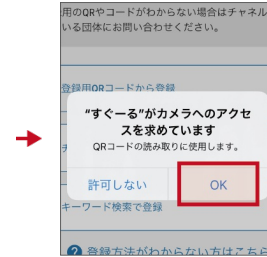 用のQRやコードがわからない場合はチャネル
いる団体にお問い合わせください。
登録用QRコードから登録
"すぐーる"がカメラへのアクセ
スを求めています
QRコードの読み取りに使用します。
許可しない
OK
キーワード検索で登録
? 登録方法がわからない方はこちら